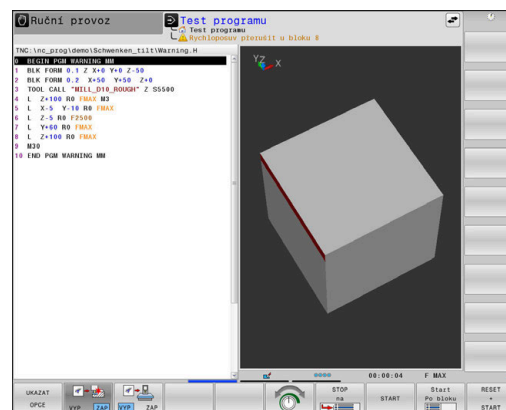 Ruční provoz
Test programu
Test programu
Rychloposuv přerušit u bloku 8
TNC:\nc_prog\demo\Schwenken_tilt\Warning.H
0 BEGIN PGM WARNING MM
1 BLK FORM 0.1 Z X+0 Y+0 Z-50
2 BLK FORM 0.2 X+50 Y+50 Z+0
3 TOOL CALL "MILL_D10_ROUGH" Z S5500
4 L Z+100 R0 FMAX M3
5 L X-5 Y-10 R0 FMAX
6 L Z-5 R0 F2500
7 L Y+60 R0 FMAX
8 L Z+100 R0 FMAX
9 M30
10 END PGM WARNING MM
YZ X
00:00:04 F MAX
UKAZAT
OPCE
VYP ZAP
VYP ZAP
STOP
na
START
Start
Po bloku
RESET
+
START